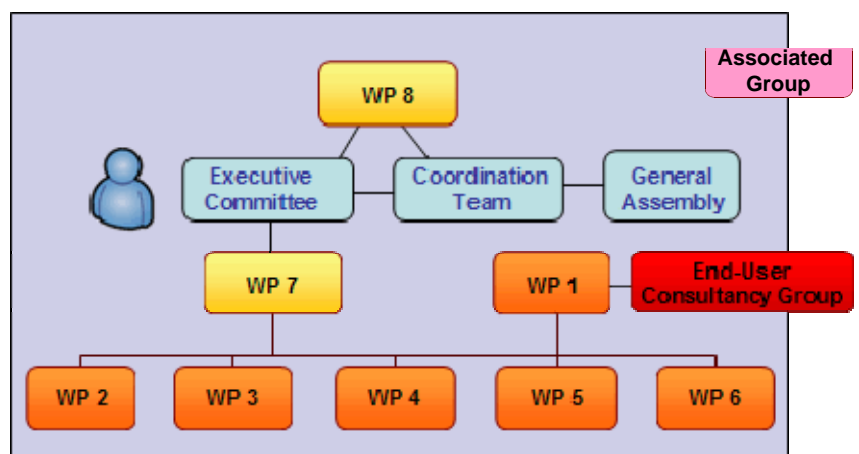 Associated
Group
WP 8
Executive
Committee
Coordination
Team
General
Assembly
WP 7
WP 1
End-User
Consultancy Group
WP 2
WP 3
WP 4
WP 5
WP 6